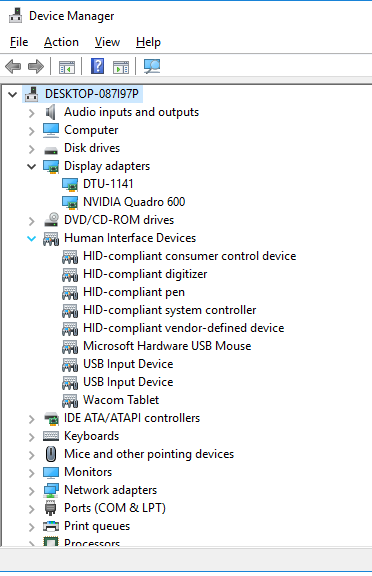 Device Manager
File Action View Help
DESKTOP-087I97P
Audio inputs and outputs
Computer
Disk drives
Display adapters
DTU-1141
NVIDIA Quadro 600
DVD/CD-ROM drives
Human Interface Devices
HID-compliant consumer control device
HID-compliant digitizer
HID-compliant pen
HID-compliant system controller
HID-compliant vendor-defined device
Microsoft Hardware USB Mouse
USB Input Device
USB Input Device
Wacom Tablet
IDE ATA/ATAPI controllers
Keyboards
Mice and other pointing devices
Monitors
Network adapters
Ports (COM & LPT)
Print queues
Processors